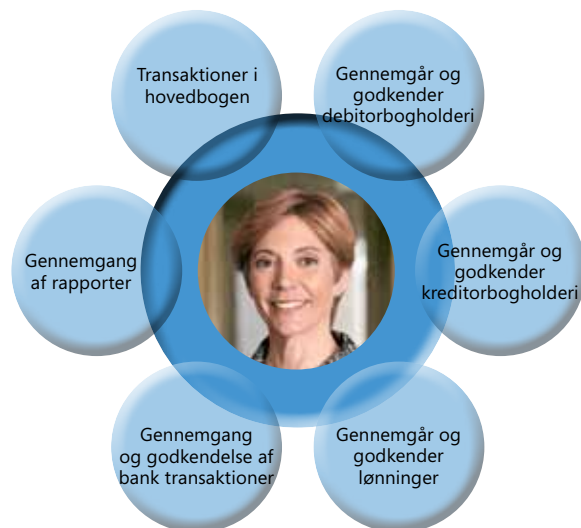 Transaktioner i
hovedbogen
Gennemgår og
godkender
debitorbogholderi
Gennemgang
af rapporter
Gennemgår og
godkender
kreditorbogholderi
Gennemgang
og godkendelse af
bank transaktioner
Gennemgår og
godkender
lønninger